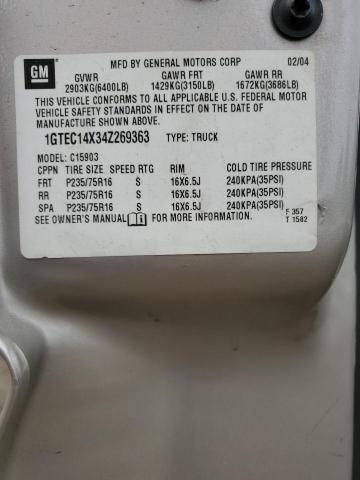 GM
MFD BY GENERAL MOTORS CORP 02/04
GVWR GAWR FRT GAWR RR
2903KG(6400LB) 1429KG(3150LB) 1672KG(3686LB)
THIS VEHICLE CONFORMS TO ALL APPLICABLE U.S. FEDERAL MOTOR
VEHICLE SAFETY STANDARDS IN EFFECT ON THE DATE OF
MANUFACTURE SHOWN ABOVE.
1GTEC14X34Z269363 TYPE: TRUCK
MODEL: C15903
CPPN TIRE SIZE SPEED RTG RIM COLD TIRE PRESSURE
FRT P235/75R16 S 16X6.5J 240KPA(35PSI)
RR P235/75R16 S 16X6.5J 240KPA(35PSI)
SPA P235/75R16 S 16X6.5J 240KPA(35PSI)
SEE OWNER'S MANUAL FOR MORE INFORMATION. F 357
T 1582